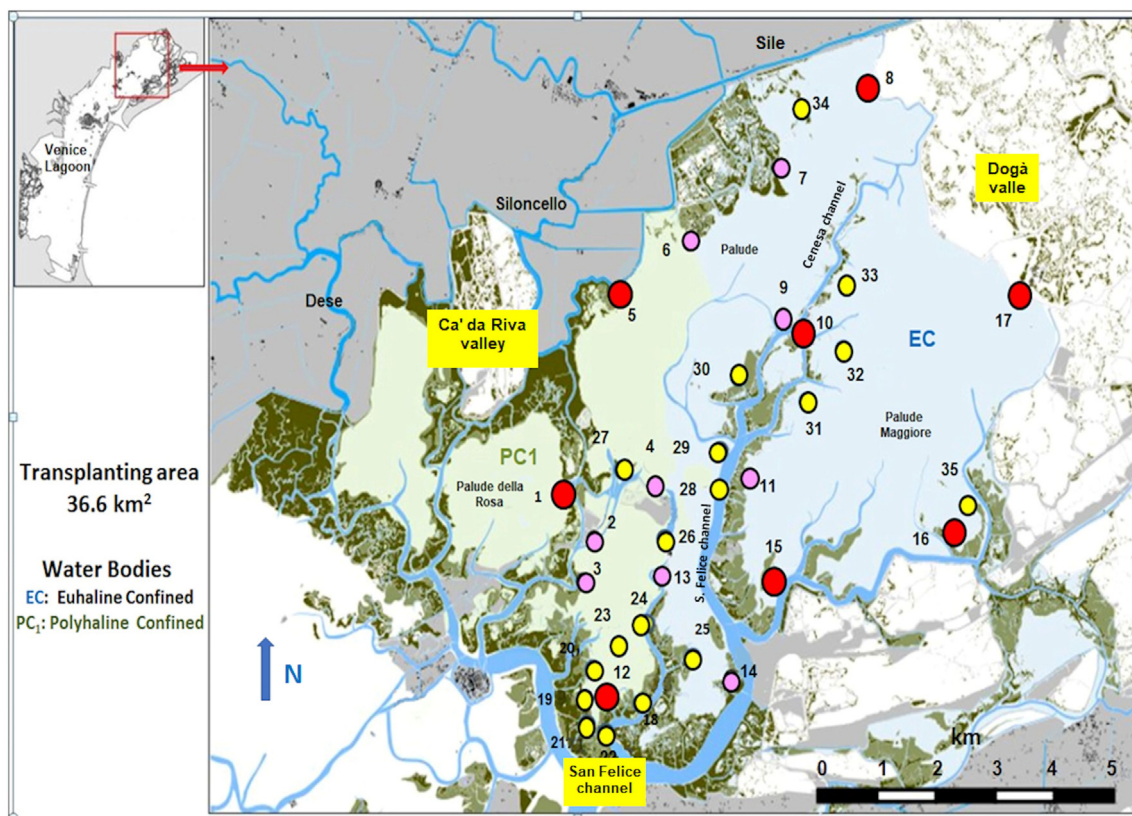 Venice
Lagoon
Transplanting area
36.6 km²
Water Bodies
EC: Euhaline Confined
PC₁: Polyhaline Confined
N
Sile
8
34
7
Dogà
valle
Siloncello
6
Palude
Cenesa channel
33
Dese
5
9
10
17
Ca' da Riva
valley
EC
32
30
31
27
4
29
Palude
Maggiore
PC1
35
Palude della
Rosa
1
28
11
2
26
S. Felice channel
16
3
13
15
23
24
25
20
12
14
19
18
21
22
km
San Felice
channel
0 1 2 3 4 5